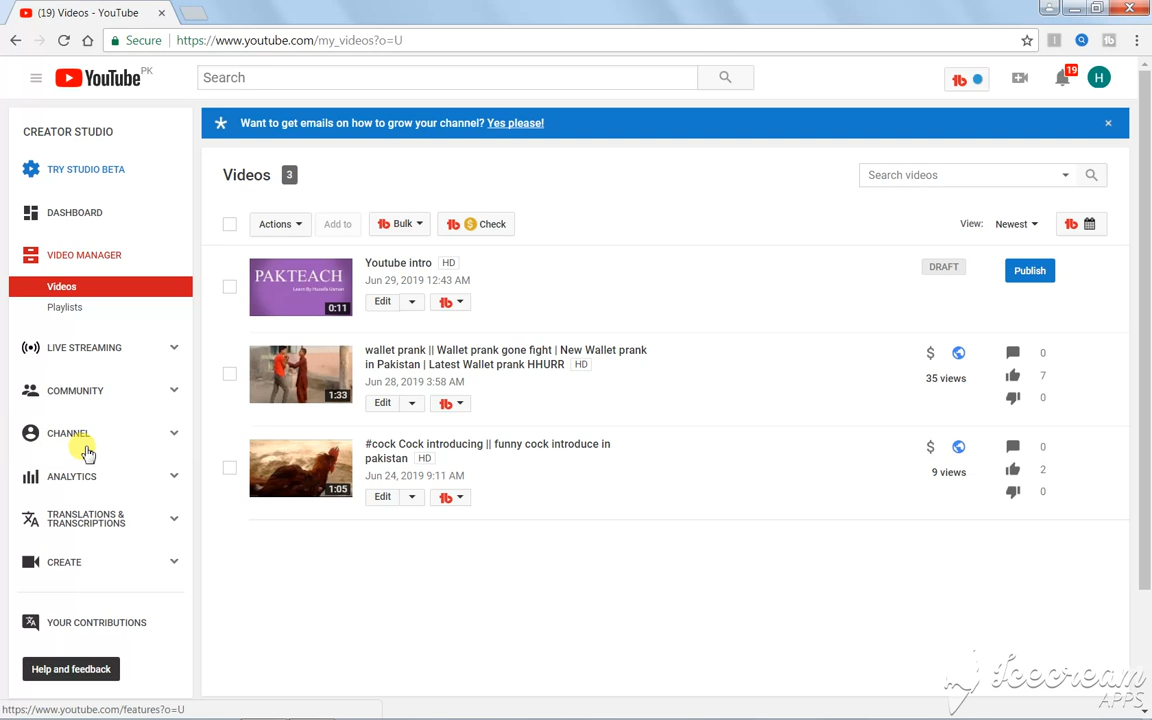 (19) Videos - YouTube
Secure https://www.youtube.com/my_videos?o=U
YouTube PK
Search
19
H
CREATOR STUDIO
TRY STUDIO BETA
DASHBOARD
VIDEO MANAGER
Videos
Playlists
LIVE STREAMING
COMMUNITY
CHANNEL
ANALYTICS
TRANSLATIONS &
TRANSCRIPTIONS
CREATE
YOUR CONTRIBUTIONS
Help and feedback
Want to get emails on how to grow your channel? Yes please!
Videos 3
Search videos
Actions Add to Bulk Check
View: Newest
PAKTEACH
0:11
Youtube intro HD
Jun 29, 2019 12:43 AM
Edit
DRAFT
Publish
1:33
wallet prank || Wallet prank gone fight | New Wallet prank
in Pakistan | Latest Wallet prank HHURR HD
Jun 28, 2019 3:58 AM
Edit
35 views
0
7
0
1:05
#cock Cock introducing || funny cock introduce in
pakistan HD
Jun 24, 2019 9:11 AM
Edit
9 views
0
2
0
https://www.youtube.com/features?o=U
Icecream
APPS